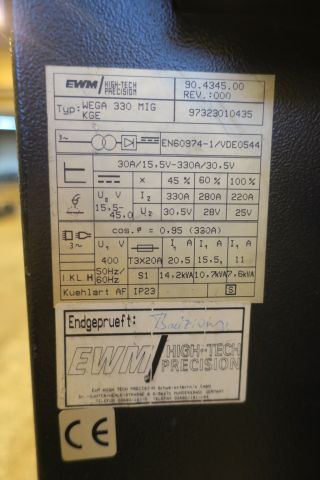 EWM HIGH-TECH PRECISION 90.4345.00 REV.:000
Typ: WEGA 330 MIG KGE 97323010435
3~ EN60974-1/VDE0544
30A/15,5V-330A/30,5V
X 45% 60% 100%
U₀ V 15,5-45,0 I₂ 330A 280A 220A
U₂ 30,5V 28V 25V
3~ cos.φ = 0,95 (330A)
U₁ V I₁ A I₁ A I₁ A
400 T3X20A 20,5 15,5 11
I.KL H 50Hz/60Hz S1 14.2kVA 10.7kVA 7.6kVA
Kuehlart AF IP23 S
Endgeprueft:
EWM HIGH-TECH PRECISION
CE